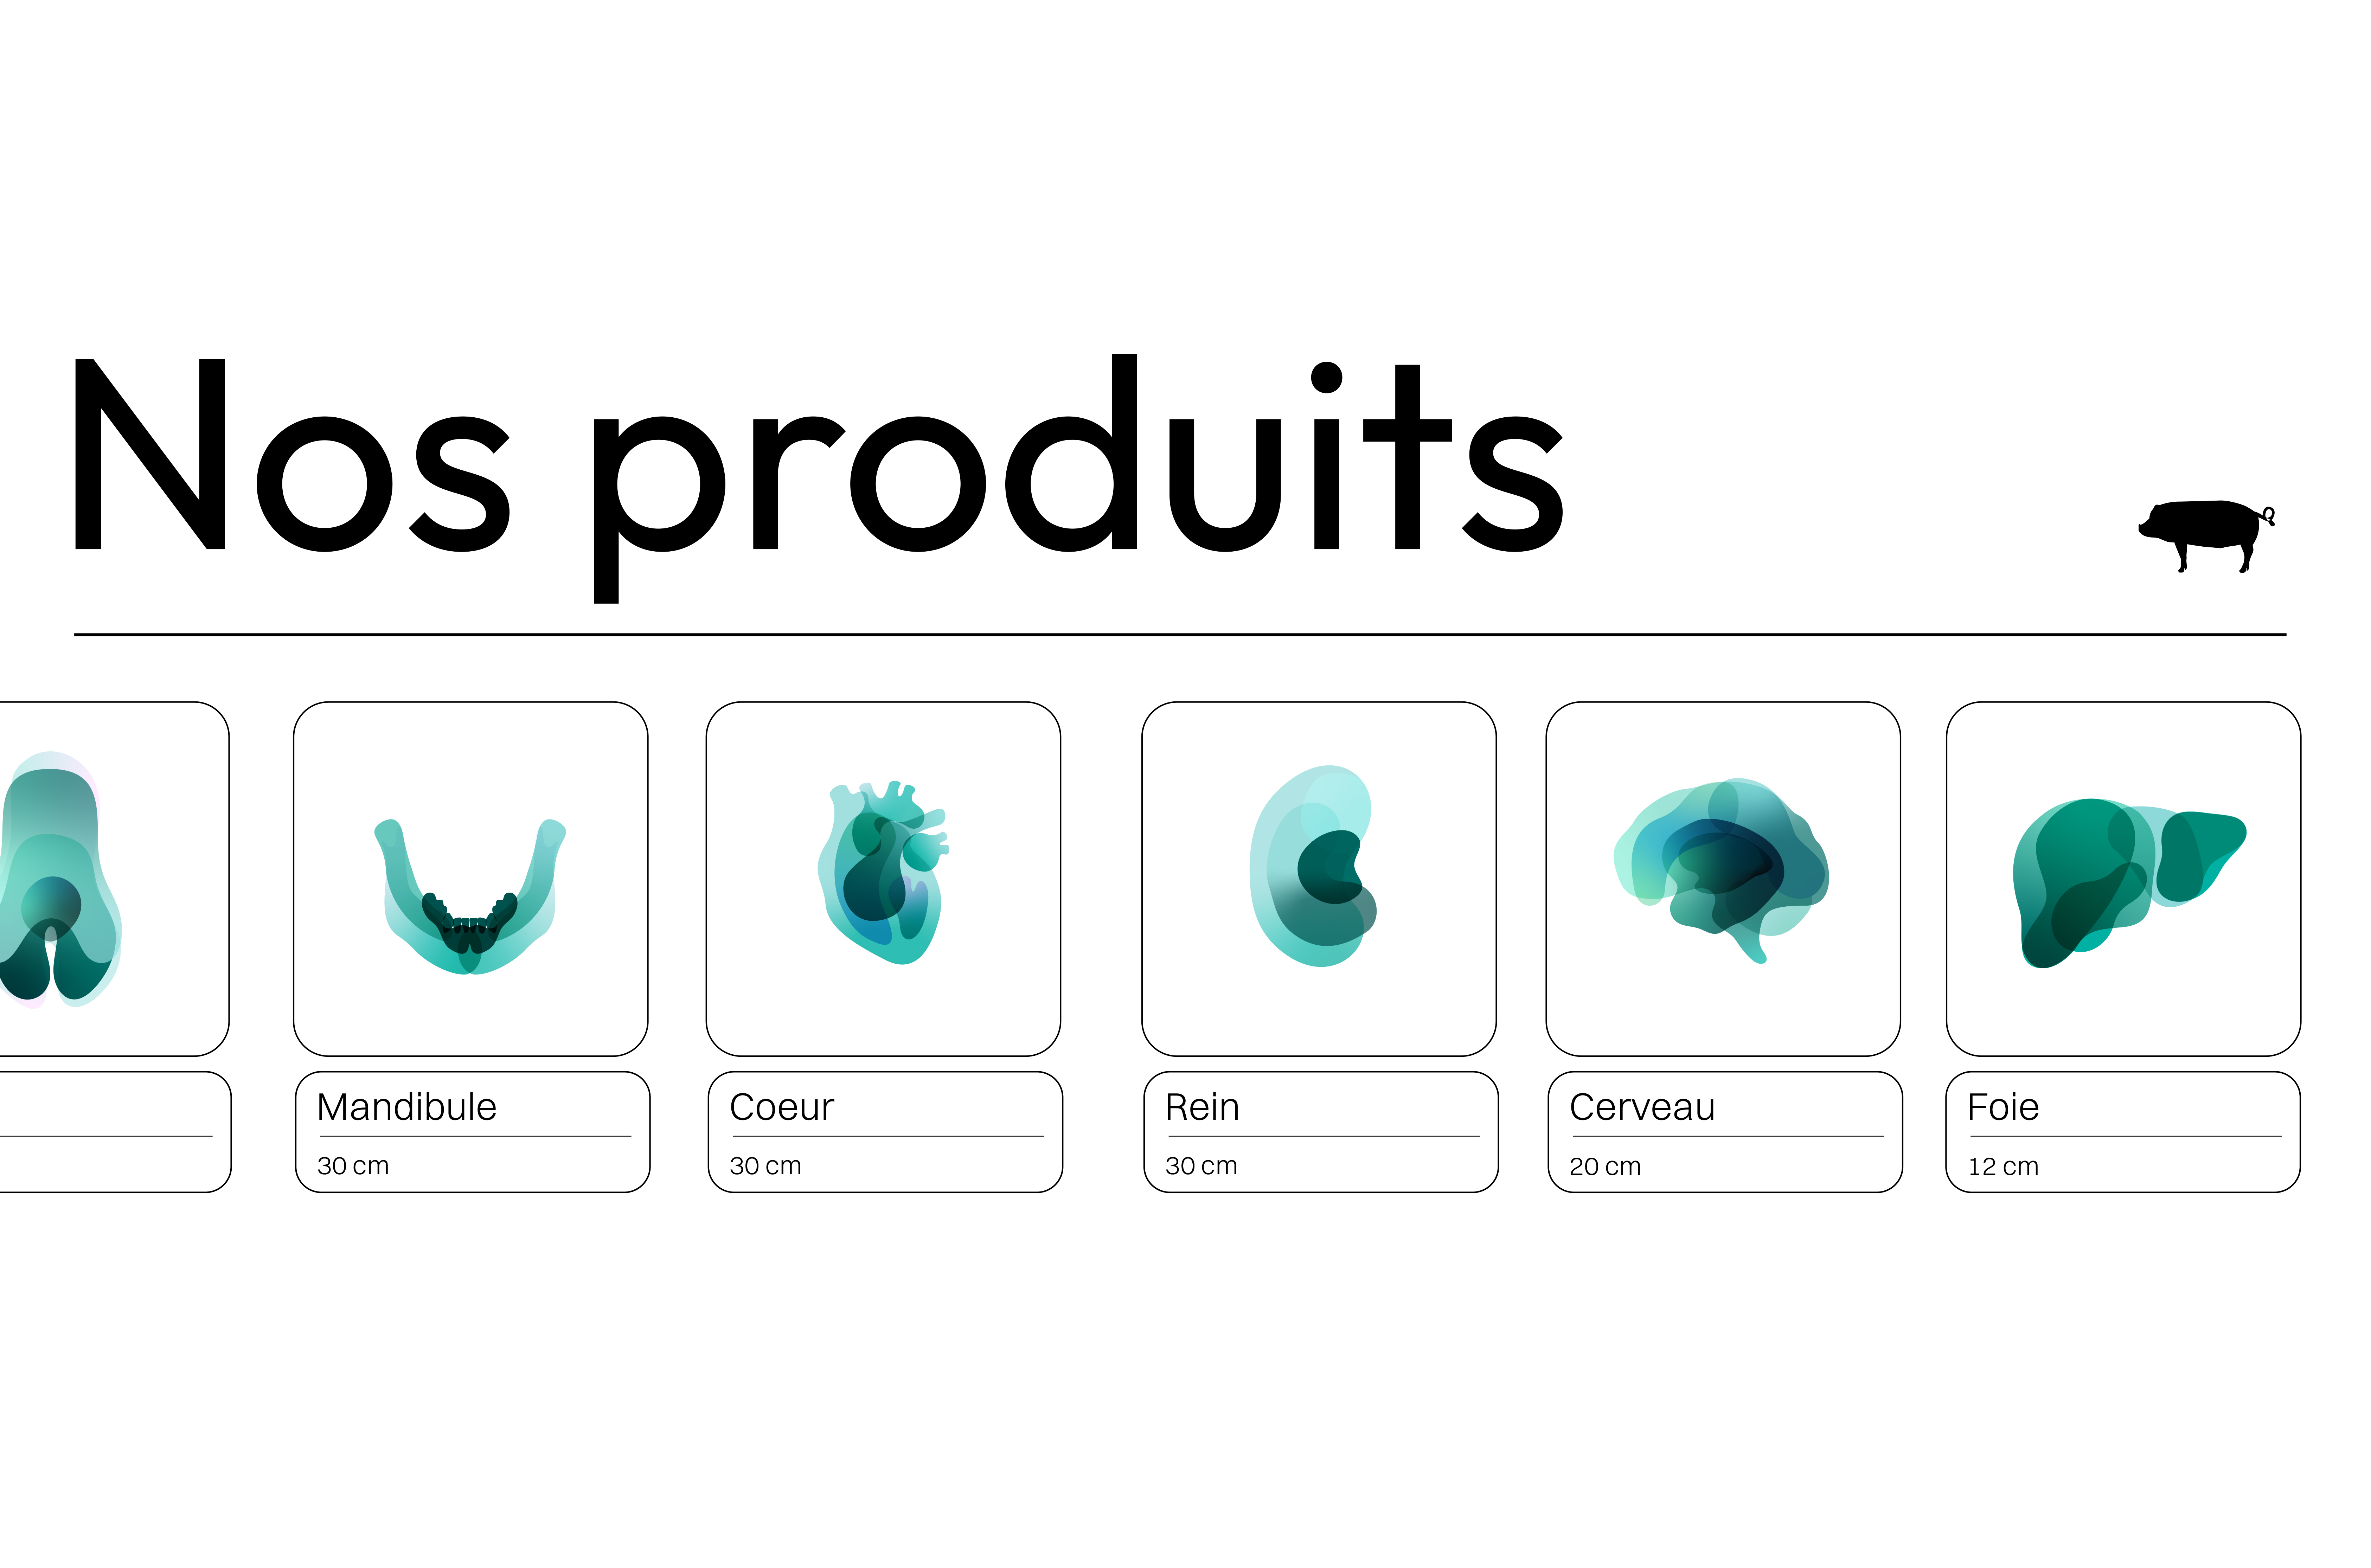 Nos produits
Mandibule
30 cm
Coeur
30 cm
Rein
30 cm
Cerveau
20 cm
Foie
12 cm